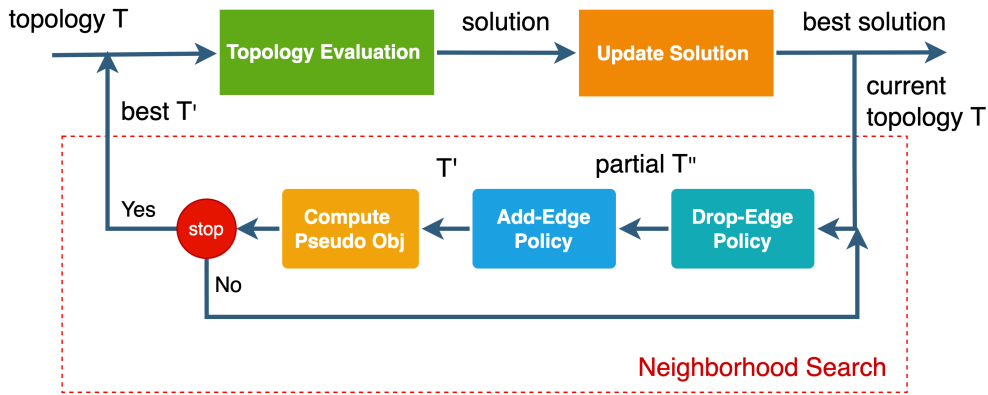 topology T
Topology Evaluation
solution
Update Solution
best solution
current
topology T
best T'
T'
partial T"
Yes
stop
Compute
Pseudo Obj
Add-Edge
Policy
Drop-Edge
Policy
No
Neighborhood Search